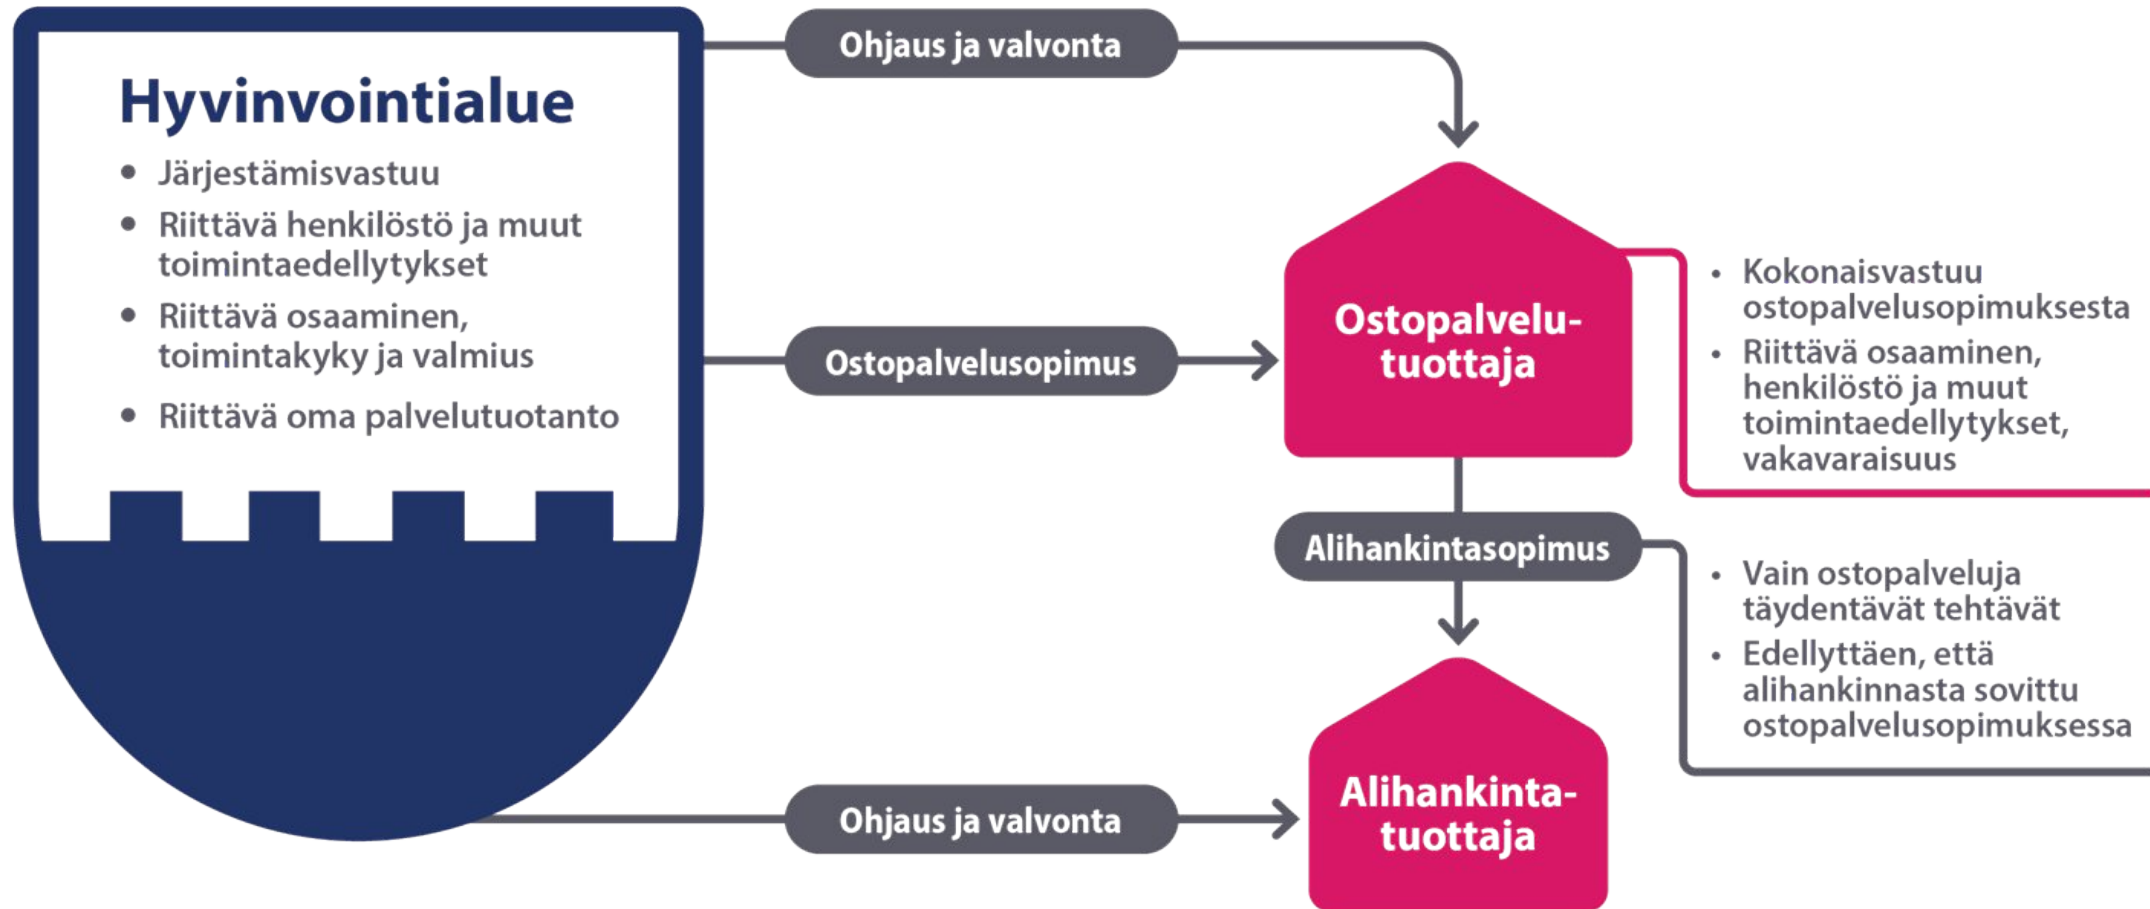 Hyvinvointialue
• Järjestämisvastuu
• Riittävä henkilöstö ja muut
toimintaedellytykset
• Riittävä osaaminen,
toimintakyky ja valmius
• Riittävä oma palvelutuotanto
Ohjaus ja valvonta
Ostopalvelusopimus
Ostopalvelu-
tuottaja
• Kokonaisvastuu
ostopalvelusopimuksesta
• Riittävä osaaminen,
henkilöstö ja muut
toimintaedellytykset,
vakavaraisuus
Alihankintasopimus
• Vain ostopalveluja
täydentävät tehtävät
• Edellyttäen, että
alihankinnasta sovittu
ostopalvelusopimuksessa
Ohjaus ja valvonta
Alihankinta-
tuottaja